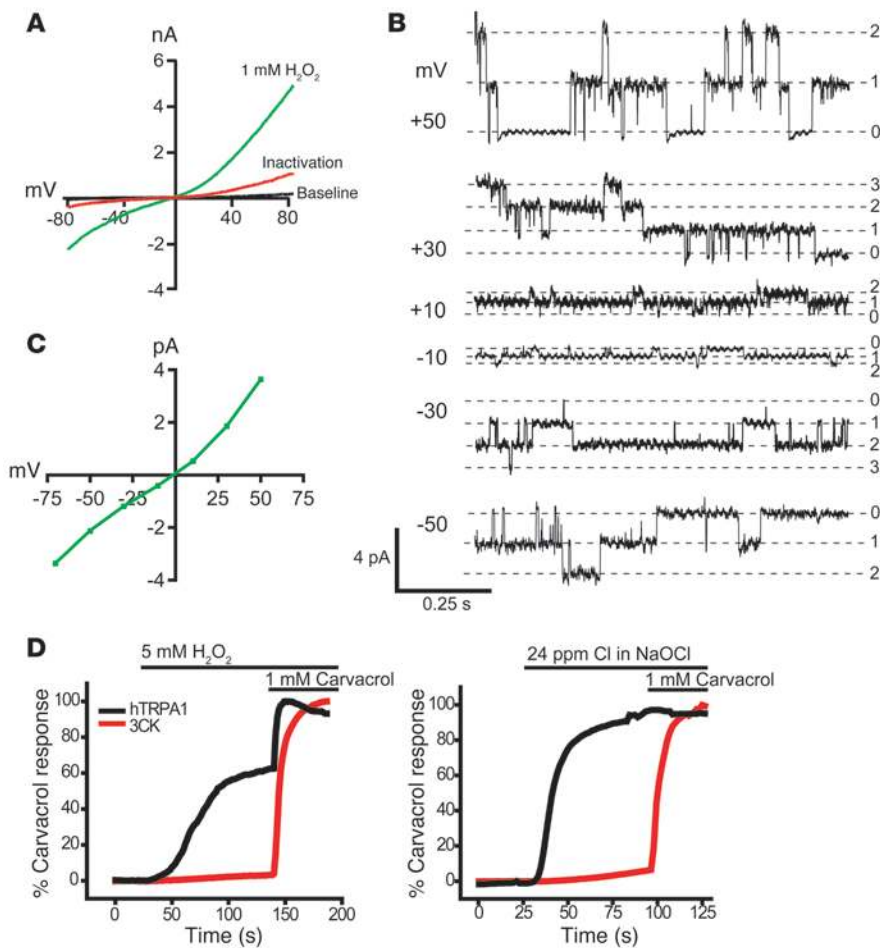 A
nA
6
4
2
-2
-4
1 mM H₂O₂
Inactivation
Baseline
mV
-80
-40
40
80
B
mV
+50
2
1
0
+30
3
2
1
0
+10
2
1
0
-10
0
1
2
-30
0
1
2
3
-50
0
1
2
4 pA
0.25 s
C
pA
4
2
-2
-4
mV
-75
-50
-25
25
50
75
D
5 mM H₂O₂
1 mM Carvacrol
hTRPA1
3CK
% Carvacrol response
100
80
60
40
20
0
0
50
100
150
200
Time (s)
24 ppm Cl in NaOCl
1 mM Carvacrol
% Carvacrol response
100
80
60
40
20
0
0
25
50
75
100
125
Time (s)